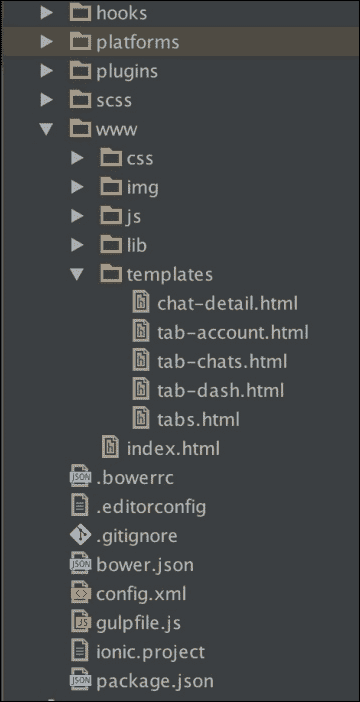 hooks
platforms
plugins
scss
www
css
img
js
lib
templates
chat-detail.html
tab-account.html
tab-chats.html
tab-dash.html
tabs.html
index.html
.bowerrc
.editorconfig
.gitignore
bower.json
config.xml
gulpfile.js
ionic.project
package.json